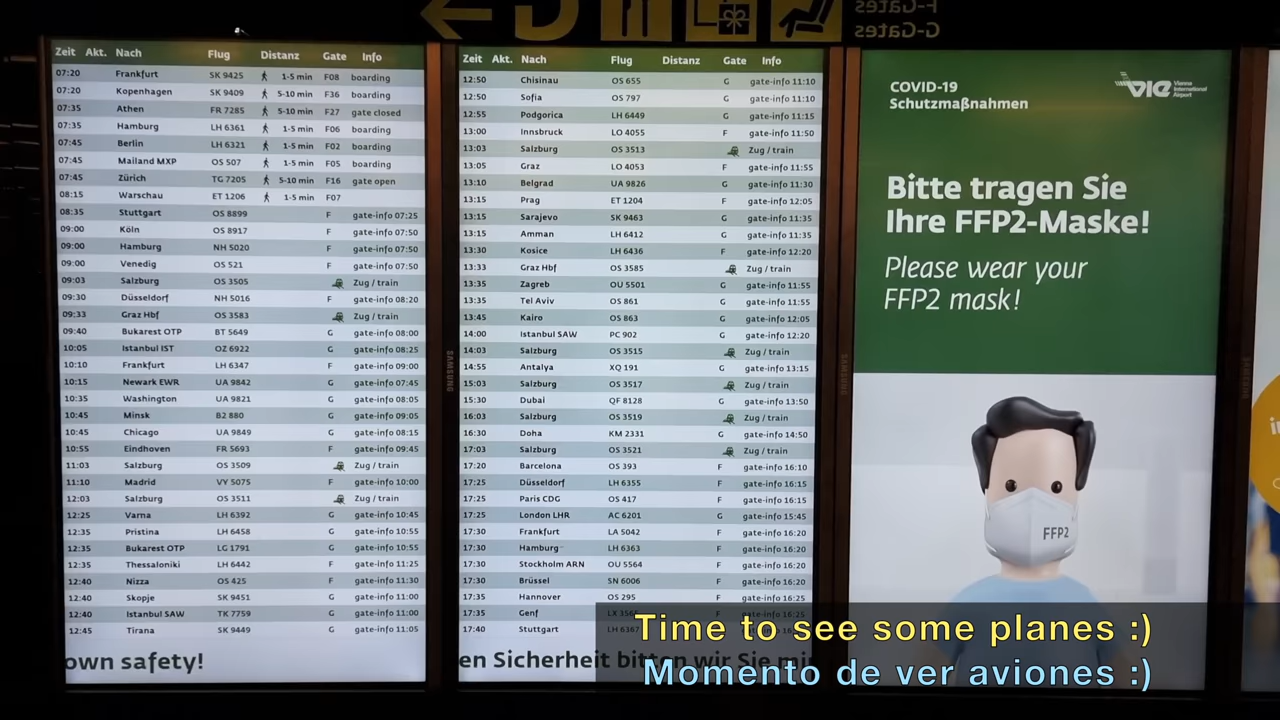 F-Gates
G-Gates
Zeit Akt. Nach Flug Distanz Gate Info
07:20 Frankfurt SK 9425 1-5 min F08 boarding
07:20 Kopenhagen SK 9409 5-10 min F36 boarding
07:35 Athen FR 7285 5-10 min F27 gate closed
07:35 Hamburg LH 6361 1-5 min F06 boarding
07:45 Berlin LH 6321 1-5 min F02 boarding
07:45 Mailand MXP OS 507 1-5 min F05 boarding
07:45 Zürich TG 7205 5-10 min F16 gate open
08:15 Warschau ET 1206 1-5 min F07
08:35 Stuttgart OS 8899 F gate-info 07:25
09:00 Köln OS 8917 F gate-info 07:50
09:00 Hamburg NH 5020 F gate-info 07:50
09:00 Venedig OS 521 F gate-info 07:50
09:03 Salzburg OS 3505 Zug / train
09:30 Düsseldorf NH 5016 F gate-info 08:20
09:33 Graz Hbf OS 3583 Zug / train
09:40 Bukarest OTP BT 5649 G gate-info 08:00
10:05 Istanbul IST OZ 6922 G gate-info 08:25
10:10 Frankfurt LH 6347 F gate-info 09:00
10:15 Newark EWR UA 9842 G gate-info 07:45
10:35 Washington UA 9821 G gate-info 08:05
10:45 Minsk B2 880 G gate-info 09:05
10:45 Chicago UA 9849 G gate-info 08:15
10:55 Eindhoven FR 5693 F gate-info 09:45
11:03 Salzburg OS 3509 Zug / train
11:10 Madrid VY 5075 F gate-info 10:00
12:03 Salzburg OS 3511 Zug / train
12:25 Varna LH 6392 G gate-info 10:45
12:35 Pristina LH 6458 G gate-info 10:55
12:35 Bukarest OTP LG 1791 G gate-info 10:55
12:35 Thessaloniki LH 6442 F gate-info 11:25
12:40 Nizza OS 425 F gate-info 11:30
12:40 Skopje SK 9451 G gate-info 11:00
12:40 Istanbul SAW TK 7759 G gate-info 11:00
12:45 Tirana SK 9449 G gate-info 11:05
own safety!
SAMSUNG
Zeit Akt. Nach Flug Distanz Gate Info
12:50 Chisinau OS 655 G gate-info 11:10
12:50 Sofia OS 797 G gate-info 11:10
12:55 Podgorica LH 6449 G gate-info 11:15
13:00 Innsbruck LO 4055 F gate-info 11:50
13:03 Salzburg OS 3513 Zug / train
13:05 Graz LO 4053 F gate-info 11:55
13:10 Belgrad UA 9826 G gate-info 11:30
13:15 Prag ET 1204 F gate-info 12:05
13:15 Sarajevo SK 9463 G gate-info 11:35
13:15 Amman LH 6412 G gate-info 11:35
13:30 Kosice LH 6436 F gate-info 12:20
13:33 Graz Hbf OS 3585 Zug / train
13:35 Zagreb OU 5501 G gate-info 11:55
13:35 Tel Aviv OS 861 G gate-info 11:55
13:45 Kairo OS 863 G gate-info 12:05
14:00 Istanbul SAW PC 902 G gate-info 12:20
14:03 Salzburg OS 3515 Zug / train
14:55 Antalya XQ 191 G gate-info 13:15
15:03 Salzburg OS 3517 Zug / train
15:30 Dubai QF 8128 G gate-info 13:50
16:03 Salzburg OS 3519 Zug / train
16:30 Doha KM 2331 G gate-info 14:50
17:03 Salzburg OS 3521 Zug / train
17:20 Barcelona OS 393 F gate-info 16:10
17:25 Düsseldorf LH 6355 F gate-info 16:15
17:25 Paris CDG OS 417 F gate-info 16:15
17:25 London LHR AC 6201 G gate-info 15:45
17:30 Frankfurt LA 5042 F gate-info 16:20
17:30 Hamburg LH 6363 F gate-info 16:20
17:30 Stockholm ARN OU 5564 F gate-info 16:20
17:30 Brüssel SN 6006 F gate-info 16:20
17:35 Hannover OS 295 F gate-info 16:25
17:35 Genf F gate-info 16:25
17:40 Stuttgart LH 6367
en Sicherheit bitten wir Sie mi
SAMSUNG
COVID-19
Schutzmaßnahmen
VIE Vienna
International
Airport
Bitte tragen Sie
Ihre FFP2-Maske!
Please wear your
FFP2 mask!
FFP2
SAMSUNG
Time to see some planes :)
Momento de ver aviones :)